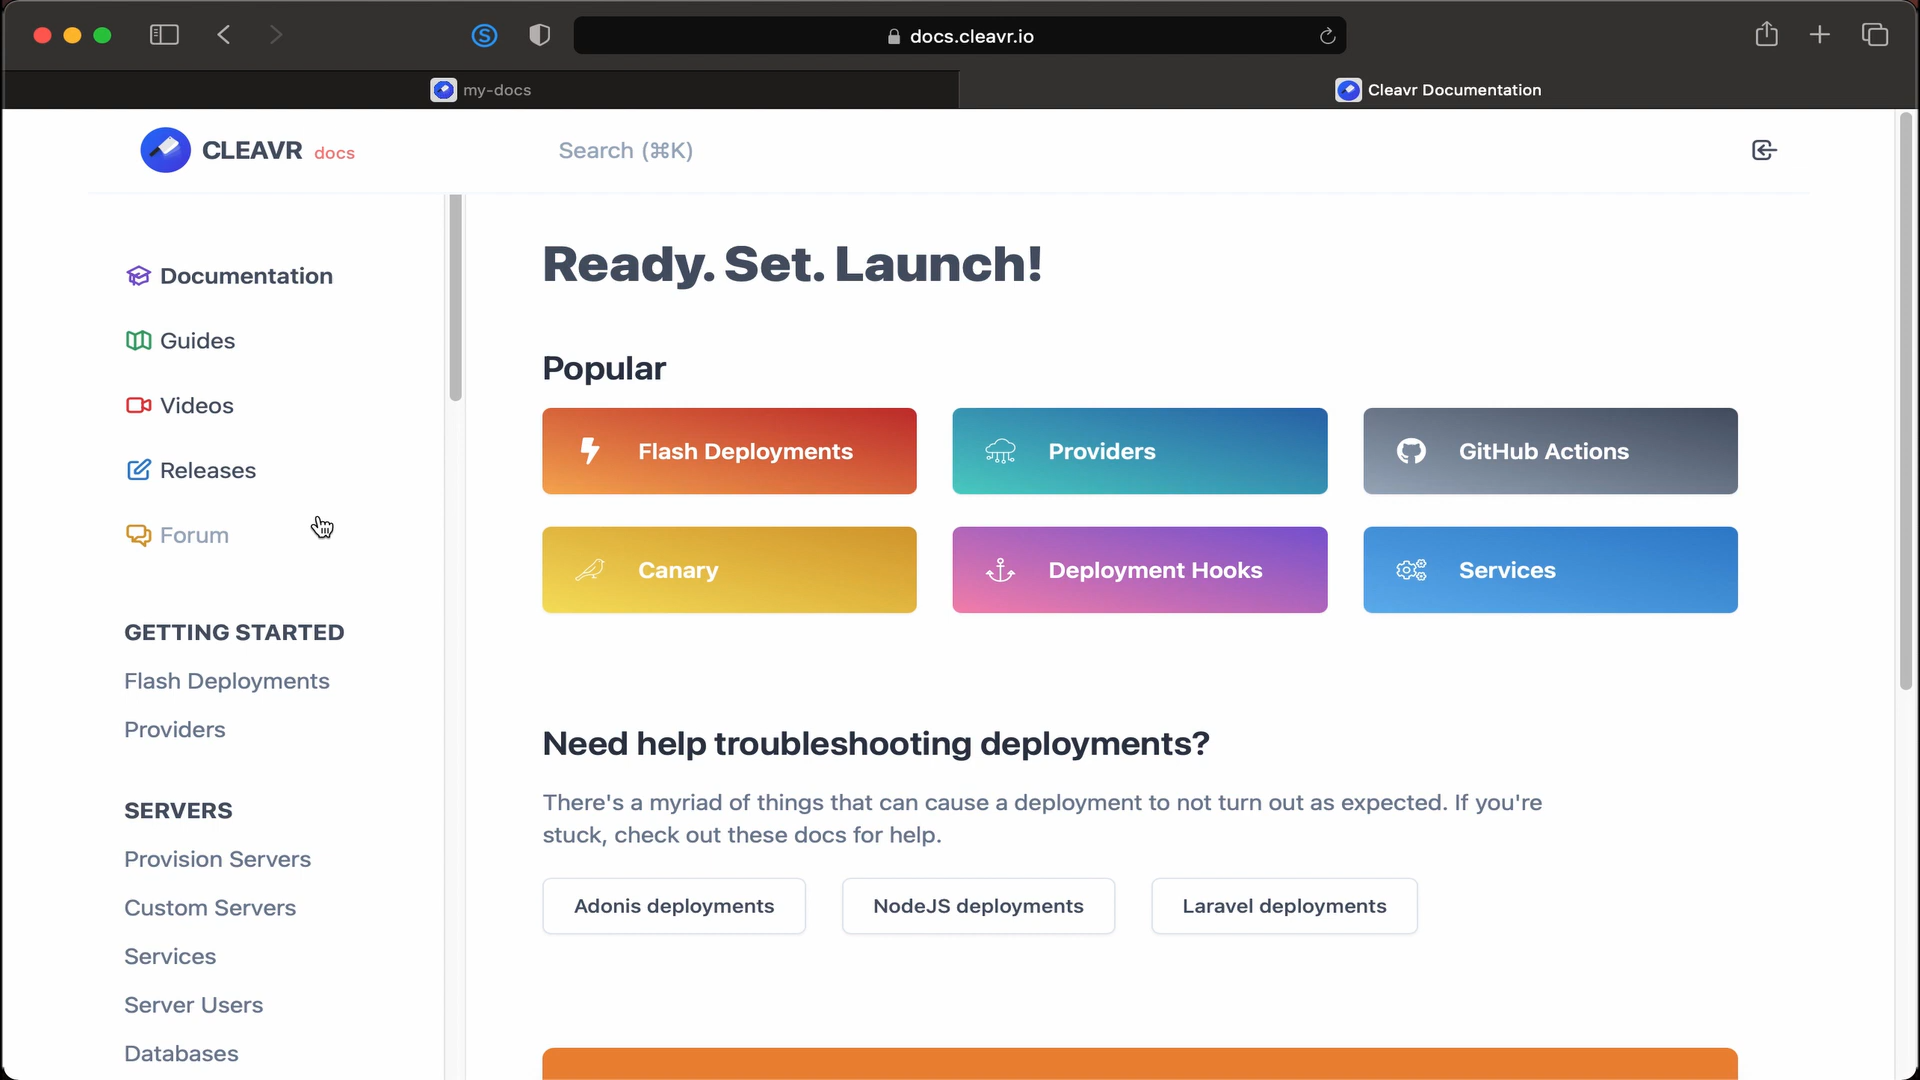 docs.cleavr.io
my-docs
Cleavr Documentation
CLEAVR docs
Search (⌘K)
Documentation
Guides
Videos
Releases
Forum
GETTING STARTED
Flash Deployments
Providers
SERVERS
Provision Servers
Custom Servers
Services
Server Users
Databases
Ready. Set. Launch!
Popular
Flash Deployments
Providers
GitHub Actions
Canary
Deployment Hooks
Services
Need help troubleshooting deployments?
There's a myriad of things that can cause a deployment to not turn out as expected. If you're
stuck, check out these docs for help.
Adonis deployments
NodeJS deployments
Laravel deployments